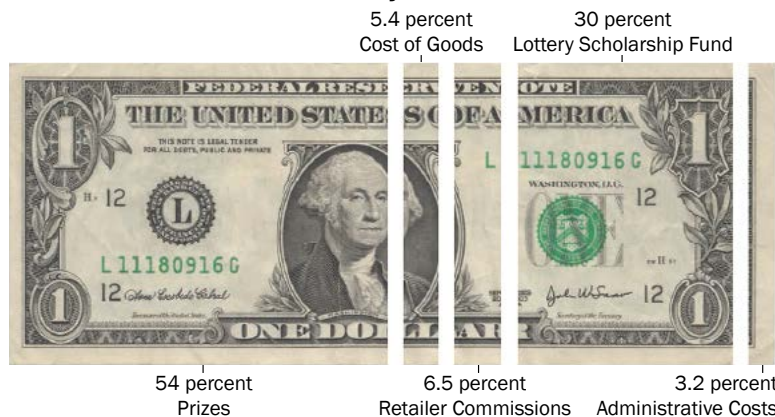 5.4 percent
Cost of Goods
30 percent
Lottery Scholarship Fund
FEDERAL RESERVE NOTE
THE UNITED STATES OF AMERICA
THIS NOTE IS LEGAL TENDER
FOR ALL DEBTS, PUBLIC AND PRIVATE
L 11180916 G
WASHINGTON, D.C.
12
12
L
L 11180916 G
12
12
ONE DOLLAR
1
1
1
1
54 percent
Prizes
6.5 percent
Retailer Commissions
3.2 percent
Administrative Costs